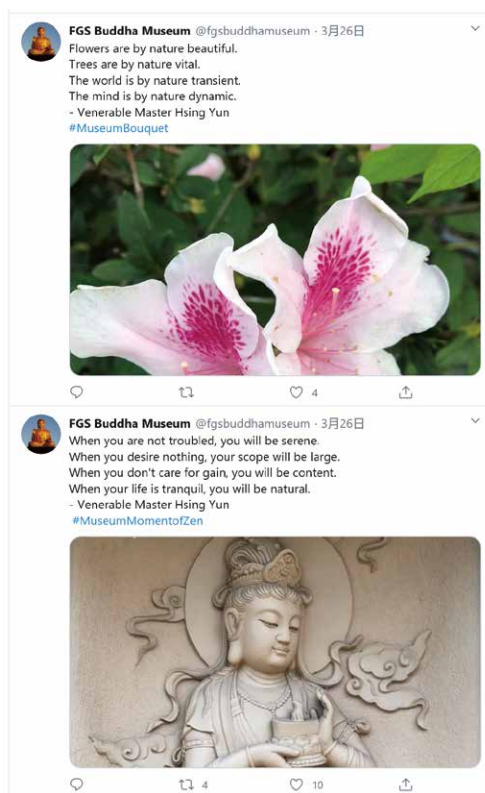 FGS Buddha Museum @fgsbuddhamuseum · 3月26日
Flowers are by nature beautiful.
Trees are by nature vital.
The world is by nature transient.
The mind is by nature dynamic.
- Venerable Master Hsing Yun
#MuseumBouquet
4
FGS Buddha Museum @fgsbuddhamuseum · 3月26日
When you are not troubled, you will be serene.
When you desire nothing, your scope will be large.
When you don't care for gain, you will be content.
When your life is tranquil, you will be natural.
- Venerable Master Hsing Yun
#MuseumMomentofZen
4 10